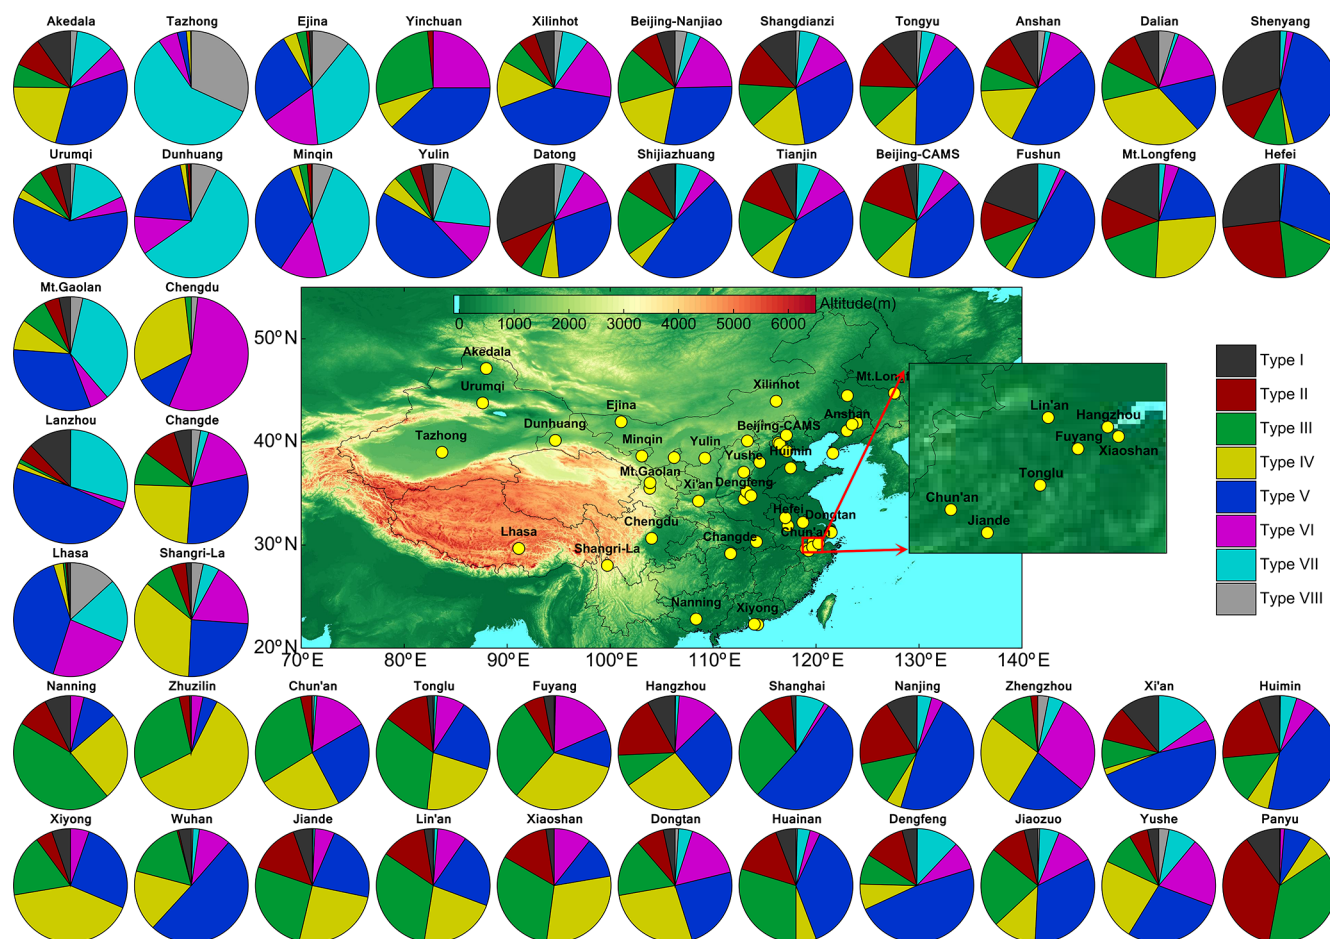 Akedala Tazhong Ejina Yinchuan Xilinhot Beijing-Nanjiao Shangdianzi Tongyu Anshan Dalian Shenyang
Urumqi Dunhuang Minqin Yulin Datong Shijiazhuang Tianjin Beijing-CAMS Fushun Mt.Longfeng Hefei
Mt.Gaolan Chengdu
Lanzhou Changde
Lhasa Shangri-La
Altitude(m)
0 1000 2000 3000 4000 5000 6000
50°N
40°N
30°N
20°N
70°E 80°E 90°E 100°E 110°E 120°E 130°E 140°E
Akedala
Urumqi
Tazhong
Ejina
Dunhuang
Minqin
Mt.Gaolan
Yulin
Xilinhot
Mt.Longf
Anshan
Beijing-CAMS
Yushe
Huimin
Xi'an
Dengfeng
Chengdu
Hefei
Dongtan
Chun'an
Changde
Lhasa
Shangri-La
Nanning
Xiyong
Lin'an
Hangzhou
Fuyang
Xiaoshan
Tonglu
Chun'an
Jiande
Type I
Type II
Type III
Type IV
Type V
Type VI
Type VII
Type VIII
Nanning Zhuzilin Chun'an Tonglu Fuyang Hangzhou Shanghai Nanjing Zhengzhou Xi'an Huimin
Xiyong Wuhan Jiande Lin'an Xiaoshan Dongtan Huainan Dengfeng Jiaozuo Yushe Panyu